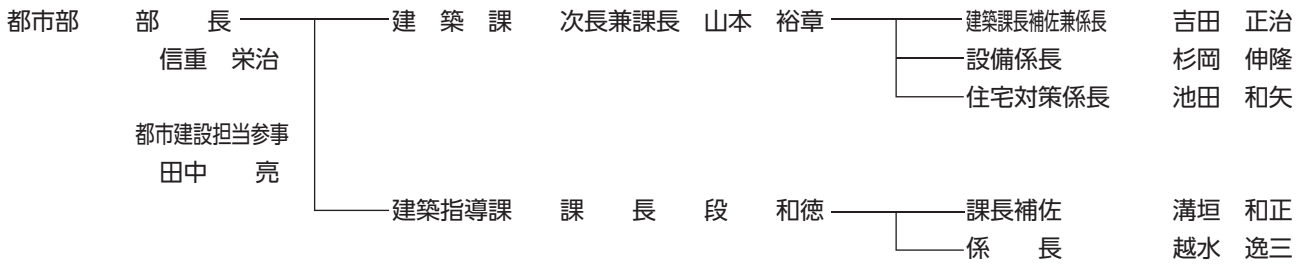 都市部 部長 建築課 次長兼課長 山本 裕章 建築課長補佐兼係長 吉田 正治
信重 栄治 設備係長 杉岡 伸隆
住宅対策係長 池田 和矢
都市建設担当参事
田中 亮
建築指導課 課長 段 和徳 課長補佐 溝垣 和正
係長 越水 逸三